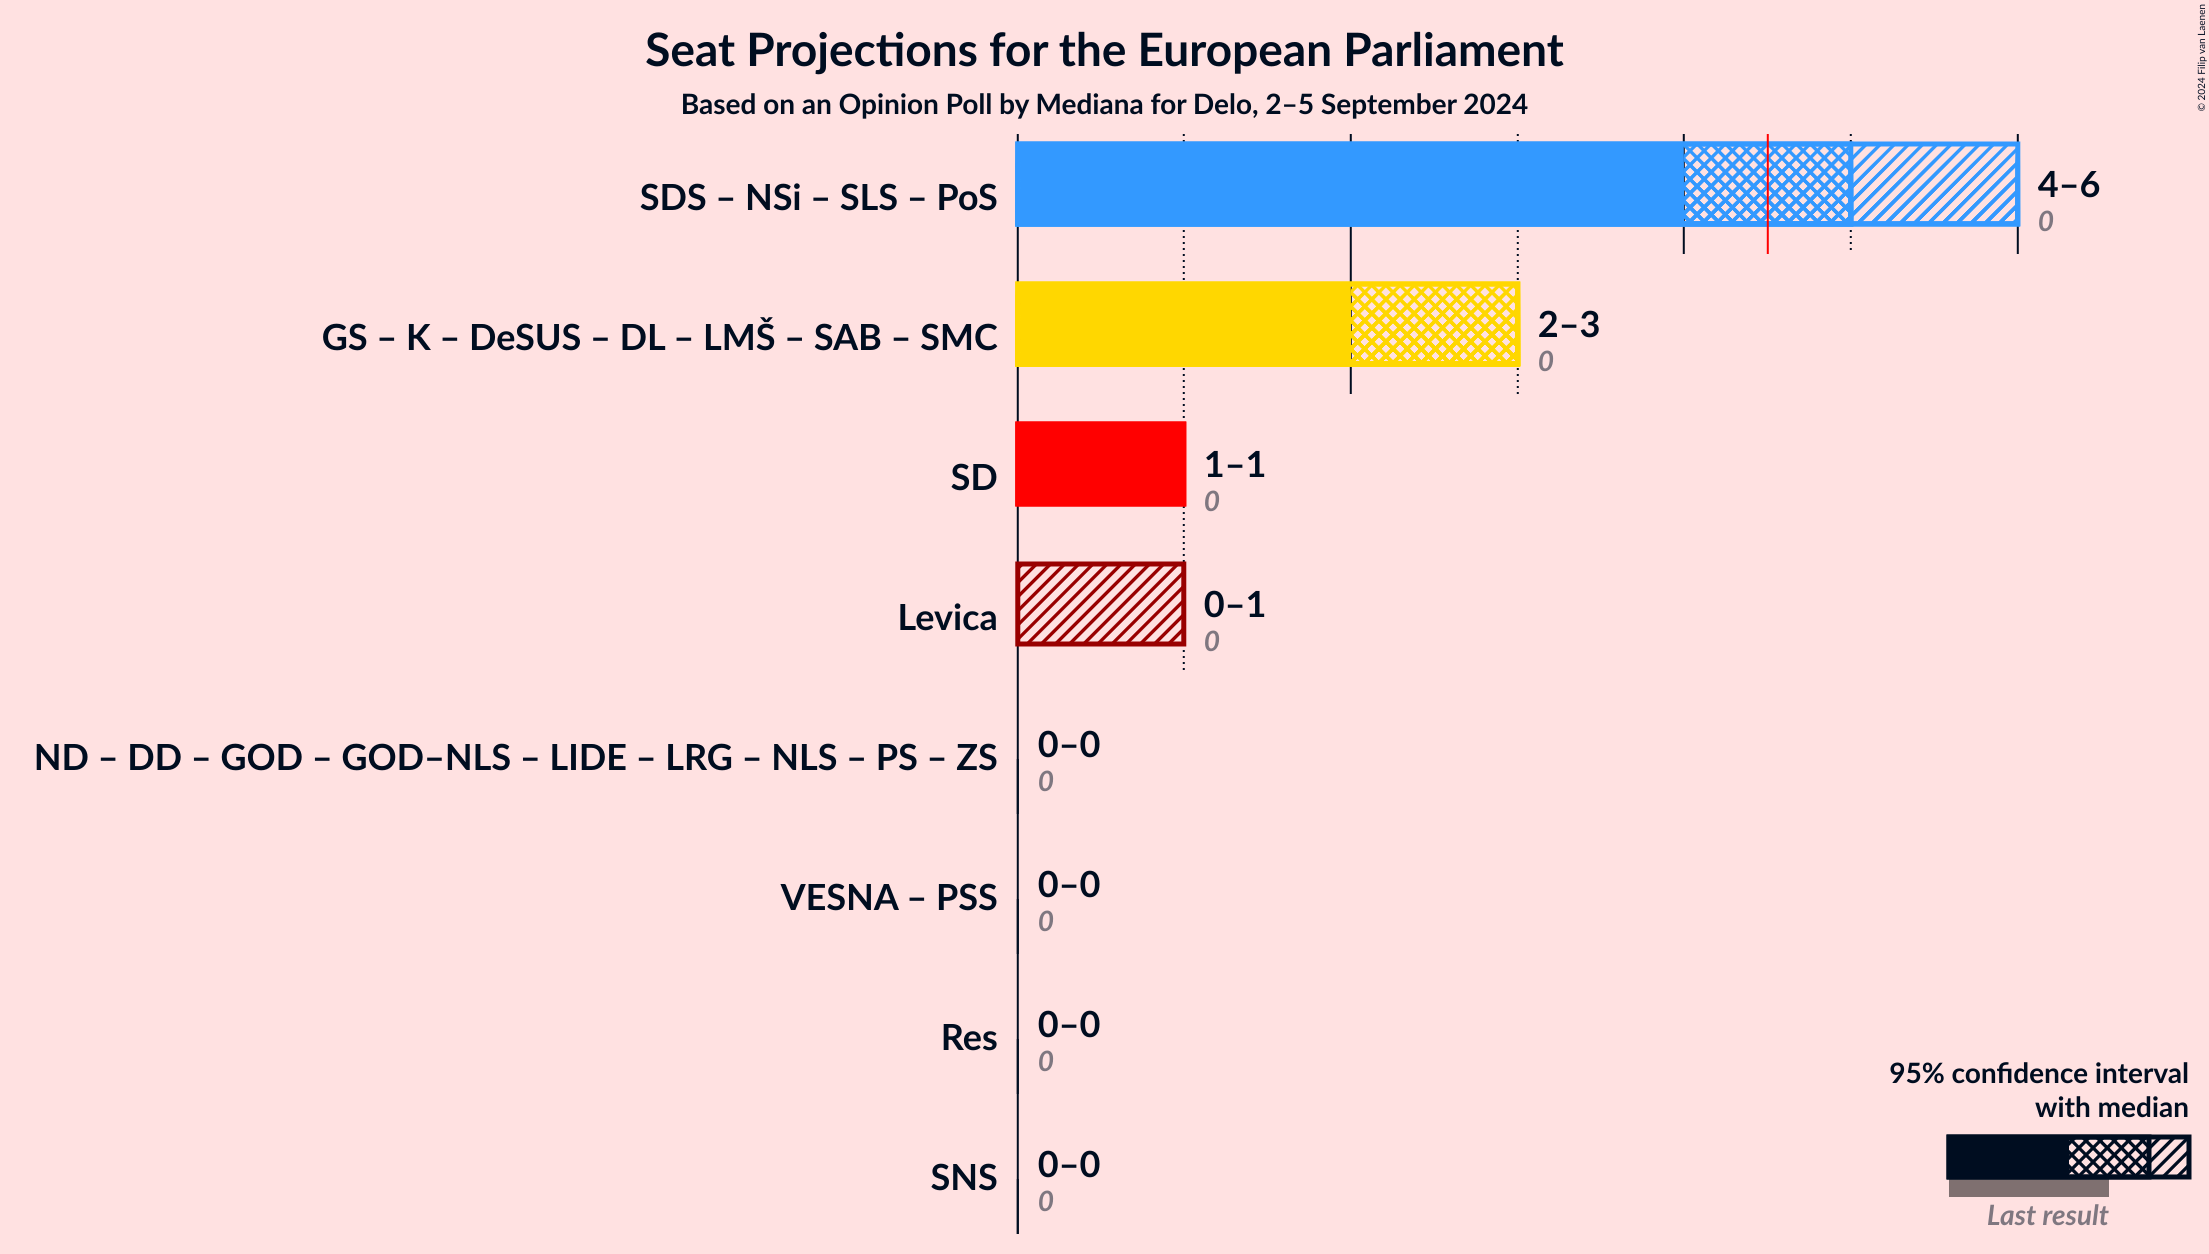 Seat Projections for the European Parliament
Based on an Opinion Poll by Mediana for Delo, 2–5 September 2024
© 2024 Filip van Laenen
SDS – NSi – SLS – PoS
4–6
0
GS – K – DeSUS – DL – LMŠ – SAB – SMC
2–3
0
SD
1–1
0
Levica
0–1
0
ND – DD – GOD – GOD–NLS – LIDE – LRG – NLS – PS – ZS
0–0
0
VESNA – PSS
0–0
0
Res
0–0
0
SNS
0–0
0
95% confidence interval
with median
Last result